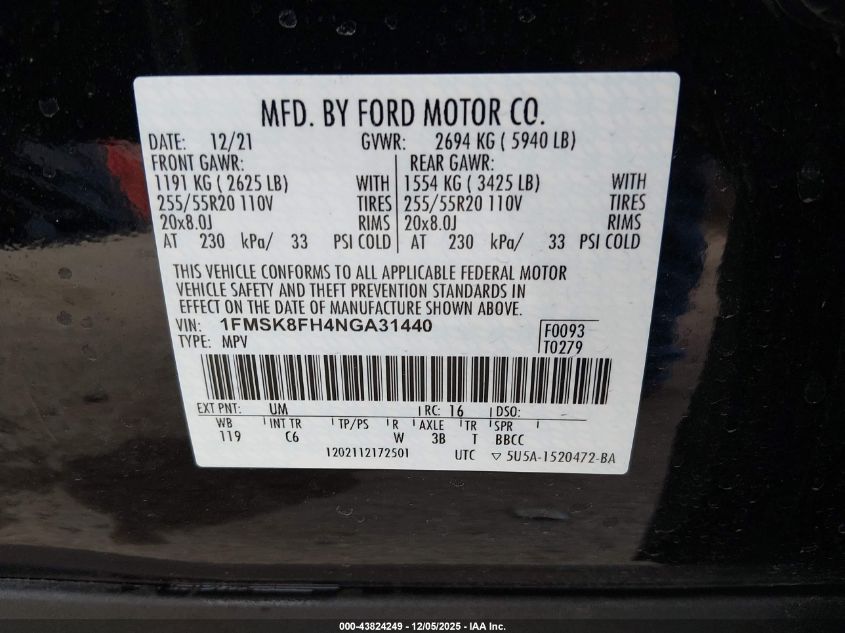 MFD. BY FORD MOTOR CO.
DATE: 12/21 GVWR: 2694 KG ( 5940 LB)
FRONT GAWR: REAR GAWR:
1191 KG ( 2625 LB) WITH 1554 KG ( 3425 LB) WITH
255/55R20 110V TIRES 255/55R20 110V TIRES
20x8.0J RIMS 20x8.0J RIMS
AT 230 kPa/ 33 PSI COLD AT 230 kPa/ 33 PSI COLD
THIS VEHICLE CONFORMS TO ALL APPLICABLE FEDERAL MOTOR
VEHICLE SAFETY AND THEFT PREVENTION STANDARDS IN
EFFECT ON THE DATE OF MANUFACTURE SHOWN ABOVE.
VIN: 1FMSK8FH4NGA31440 F0093
TYPE: MPV T0279
EXT PNT: UM RC: 16 DSO:
WB INT TR TP/PS R AXLE TR SPR
119 C6 W 3B T BBCC
1202112172501 UTC ▽ 5U5A-1520472-BA
000-43824249 - 12/05/2025 - IAA Inc.